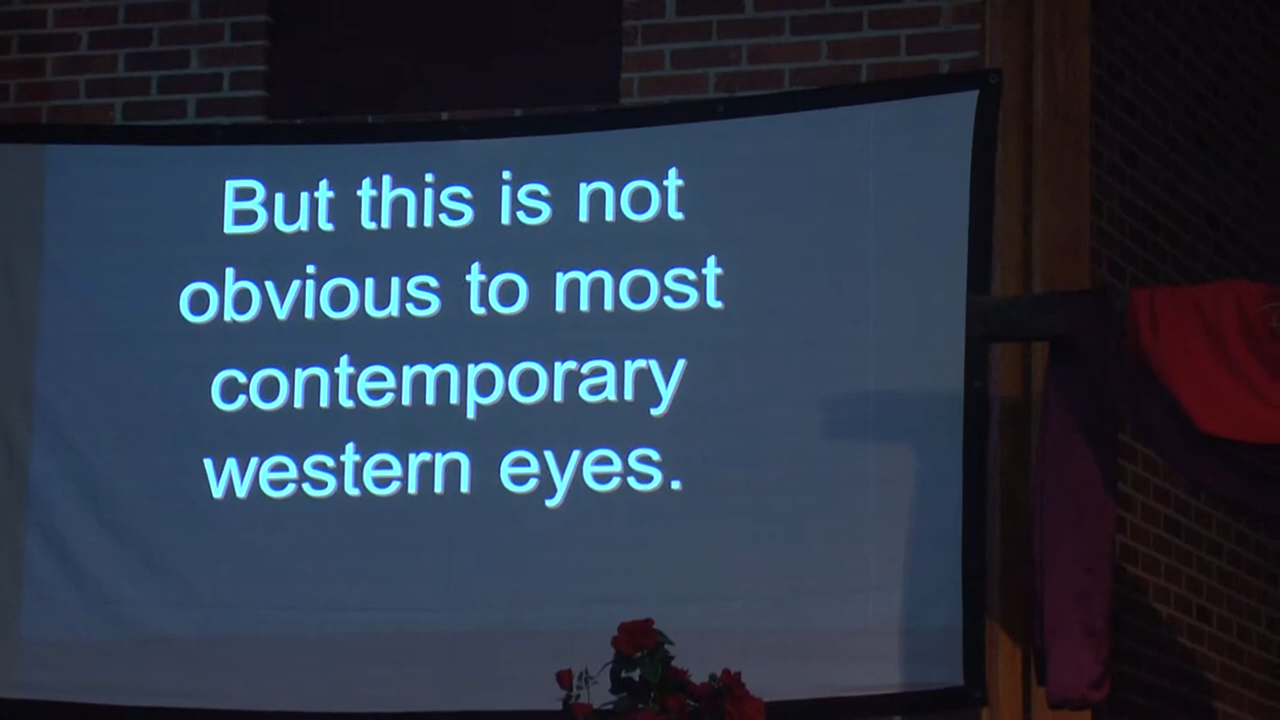 But this is not
obvious to most
contemporary
western eyes.